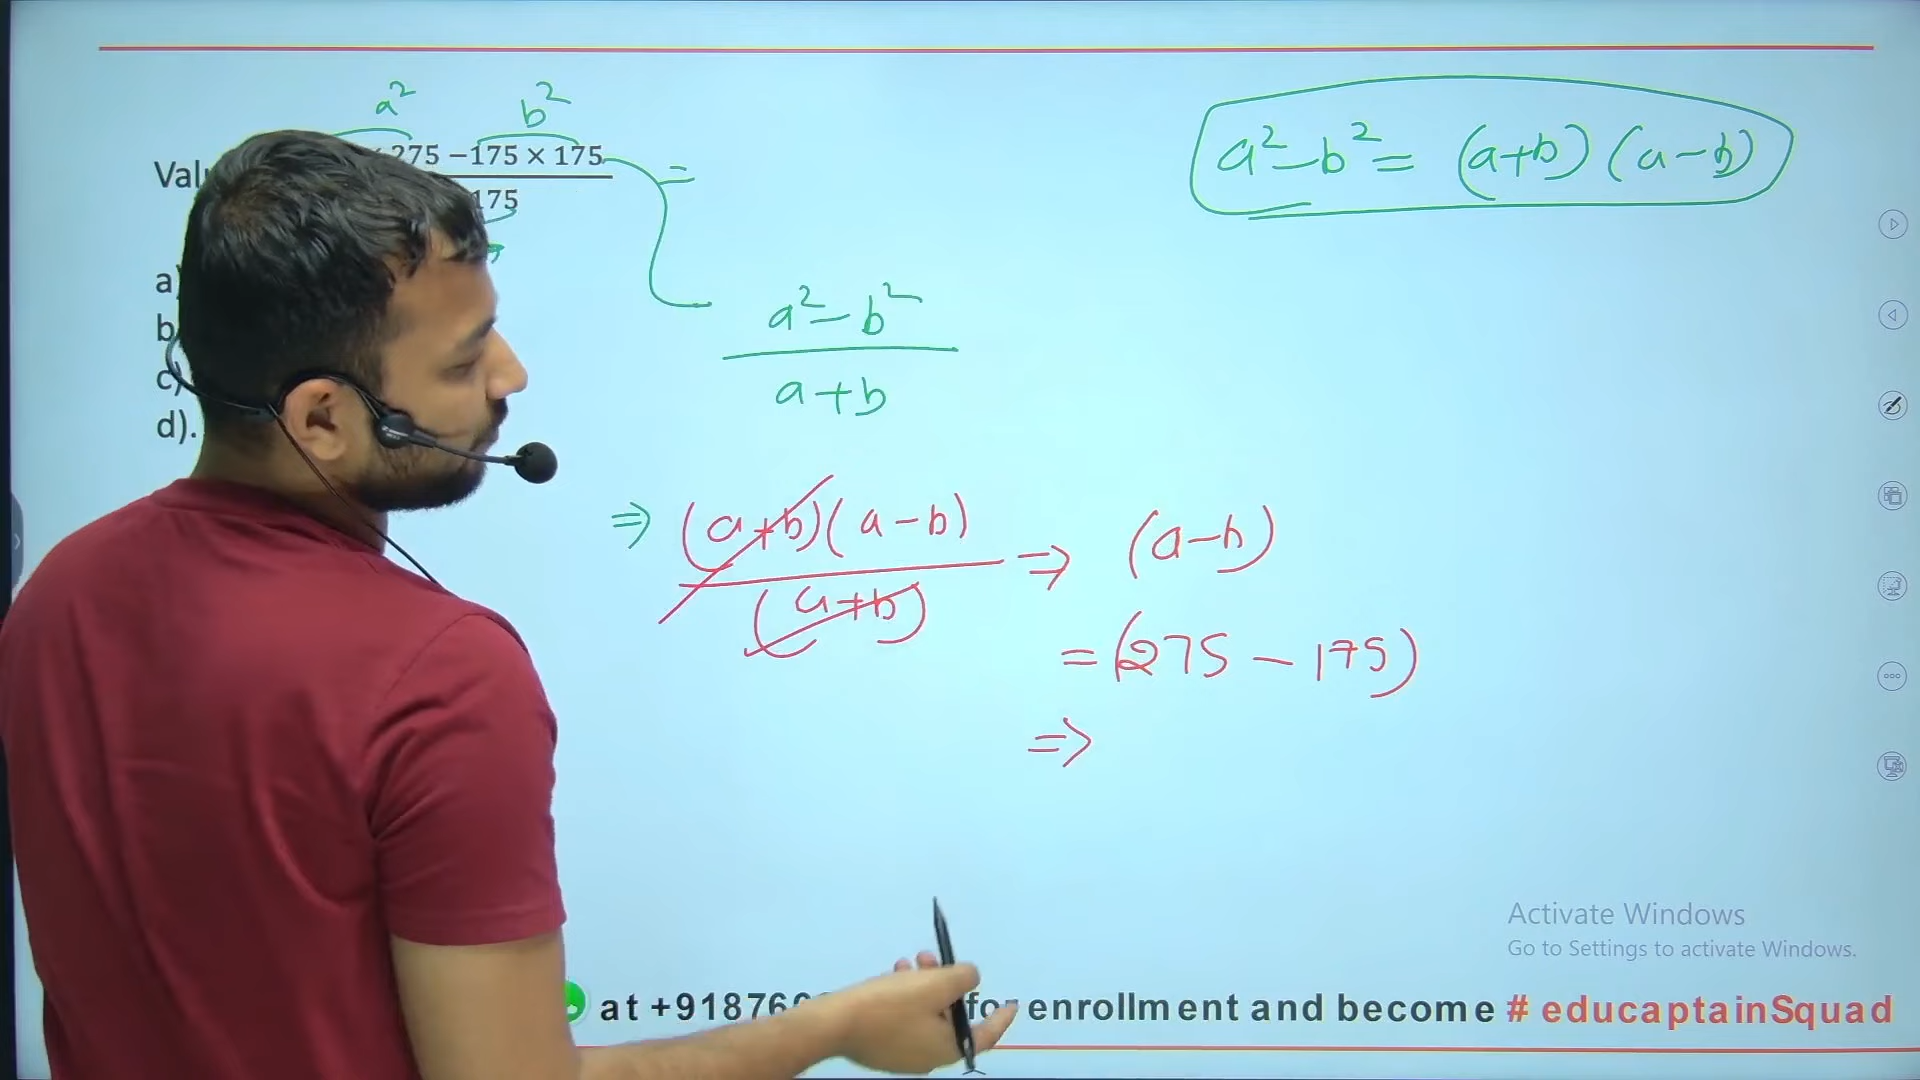 a² b²
275 − 175 × 175 =
175
a)
b
c)
d).
a² − b² = (a+b) (a−b)
a² − b²
a+b
⇒ (a+b)(a−b) ⇒ (a−b)
(a+b)
= (275 − 175)
⇒
Activate Windows
Go to Settings to activate Windows.
at +91876 for enrollment and become # educaptainSquad